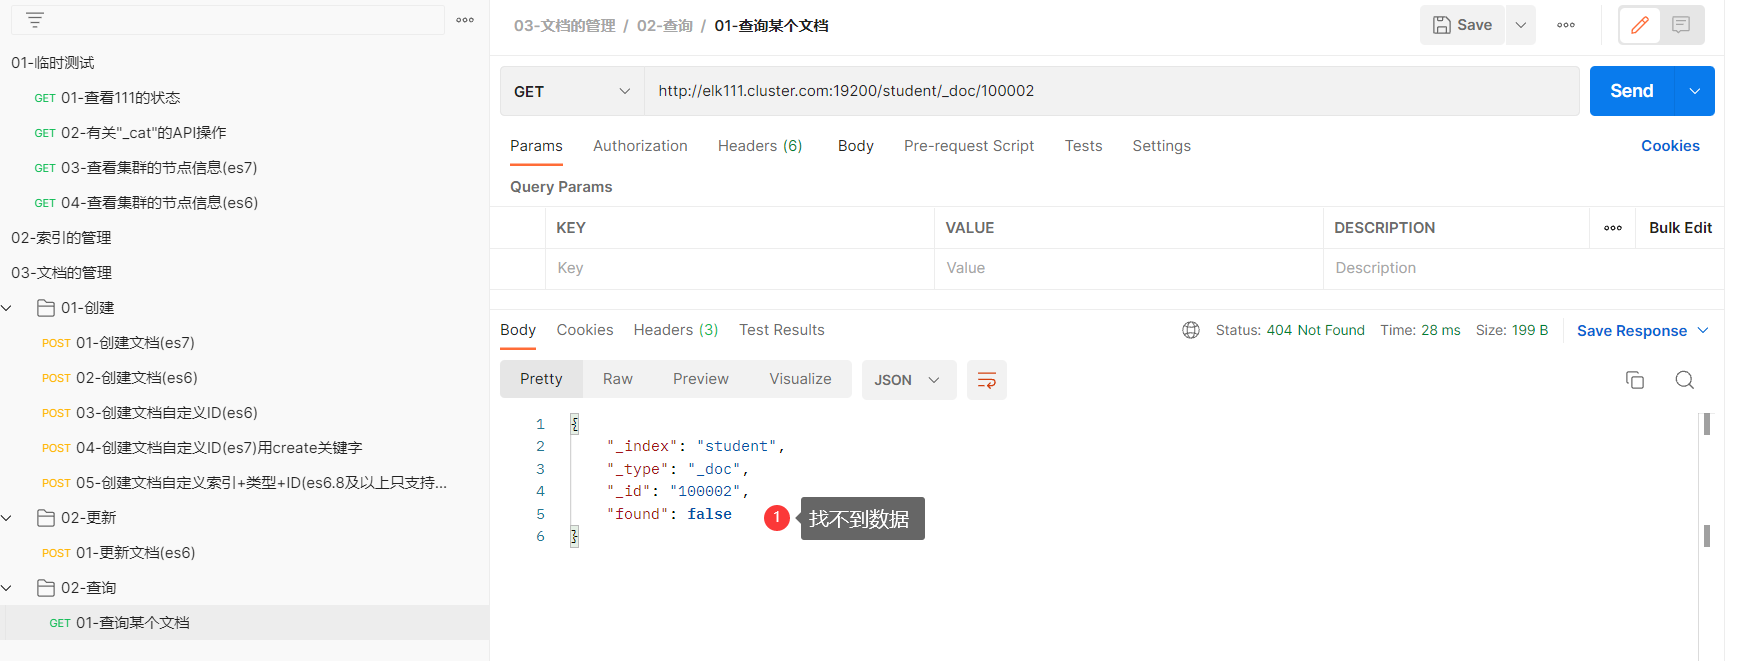 01-临时测试
GET 01-查看111的状态
GET 02-有关"_cat"的API操作
GET 03-查看集群的节点信息(es7)
GET 04-查看集群的节点信息(es6)
02-索引的管理
03-文档的管理
01-创建
POST 01-创建文档(es7)
POST 02-创建文档(es6)
POST 03-创建文档自定义ID(es6)
POST 04-创建文档自定义ID(es7)用create关键字
POST 05-创建文档自定义索引+类型+ID(es6.8及以上只支持...
02-更新
POST 01-更新文档(es6)
02-查询
GET 01-查询某个文档
03-文档的管理 / 02-查询 / 01-查询某个文档
Save
GET http://elk111.cluster.com:19200/student/_doc/100002 Send
Params Authorization Headers (6) Body Pre-request Script Tests Settings Cookies
Query Params
KEY VALUE DESCRIPTION Bulk Edit
Key Value Description
Body Cookies Headers (3) Test Results Status: 404 Not Found Time: 28 ms Size: 199 B Save Response
Pretty Raw Preview Visualize JSON
1 {
2 "_index": "student",
3 "_type": "_doc",
4 "_id": "100002",
5 "found": false 1 找不到数据
6 }